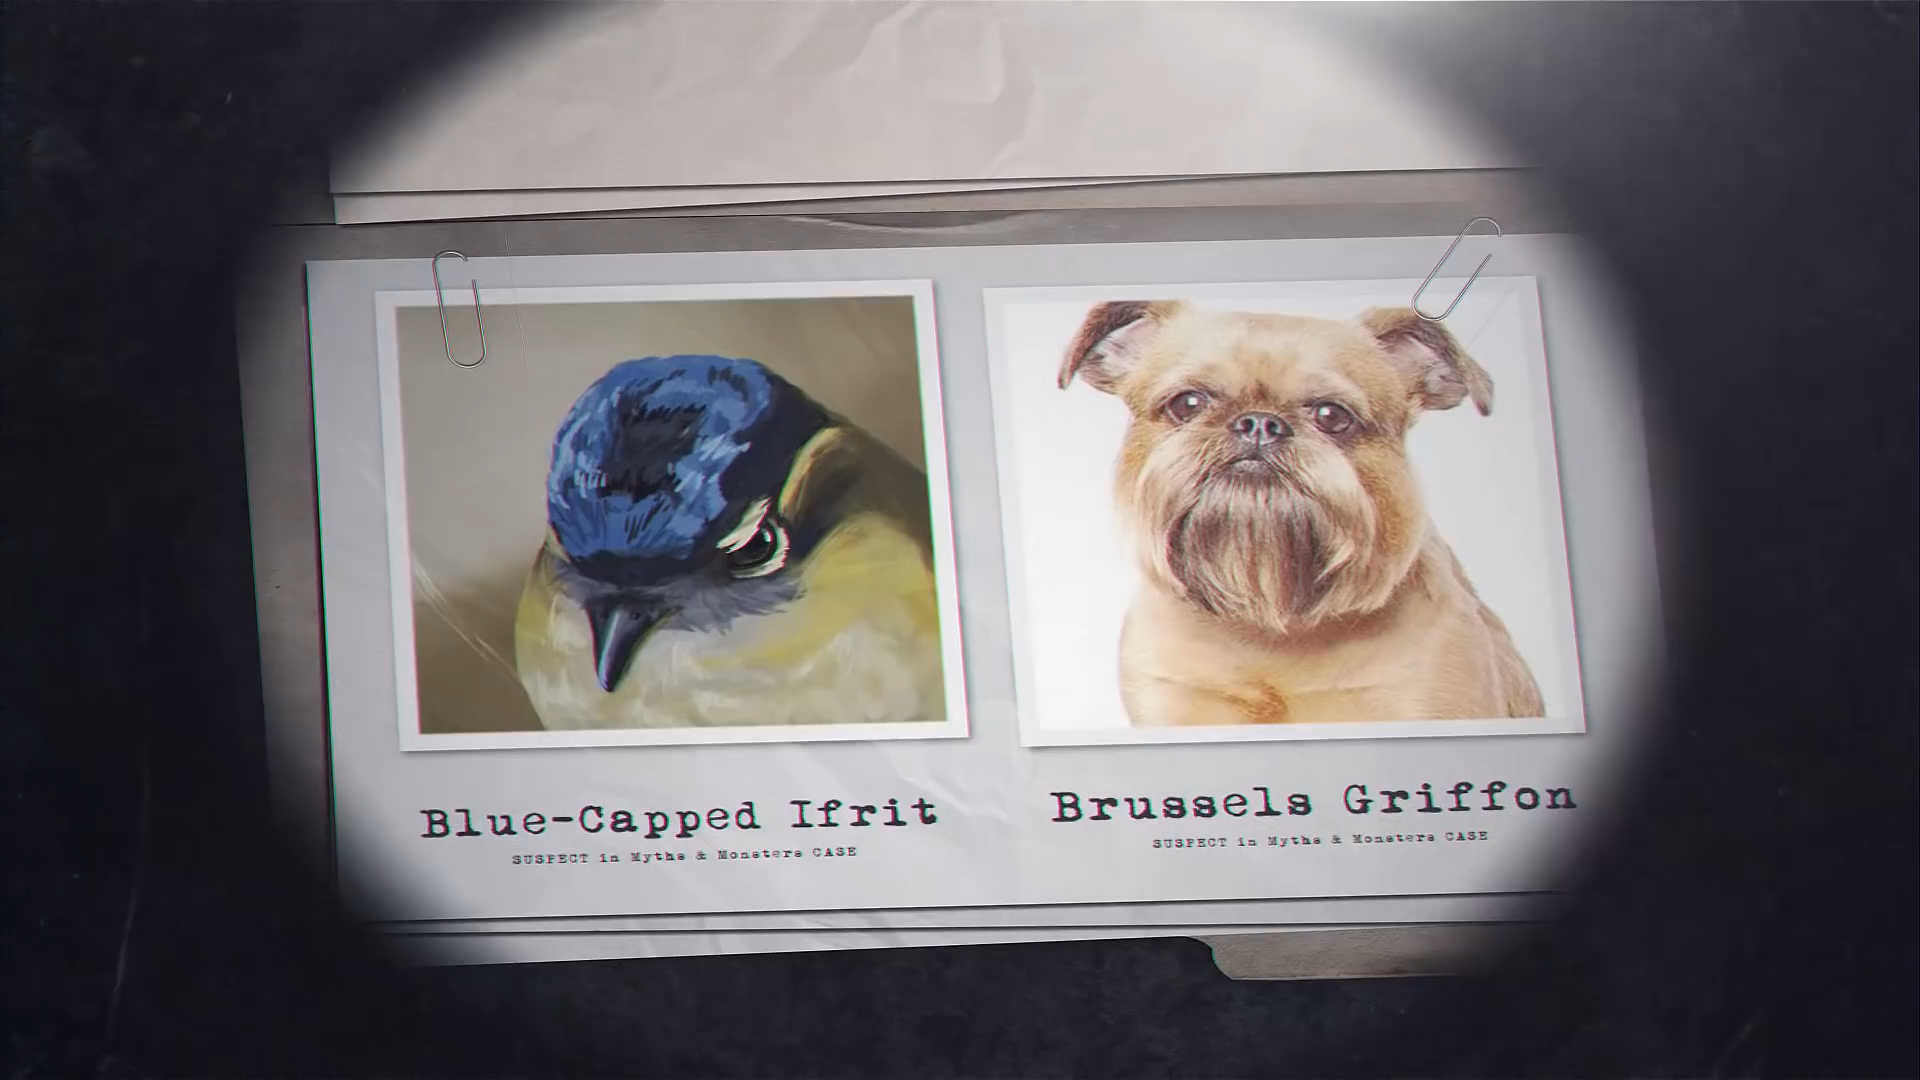 Blue-Capped Ifrit
SUSPECT in Myths & Monsters CASE
Brussels Griffon
SUSPECT in Myths & Monsters CASE